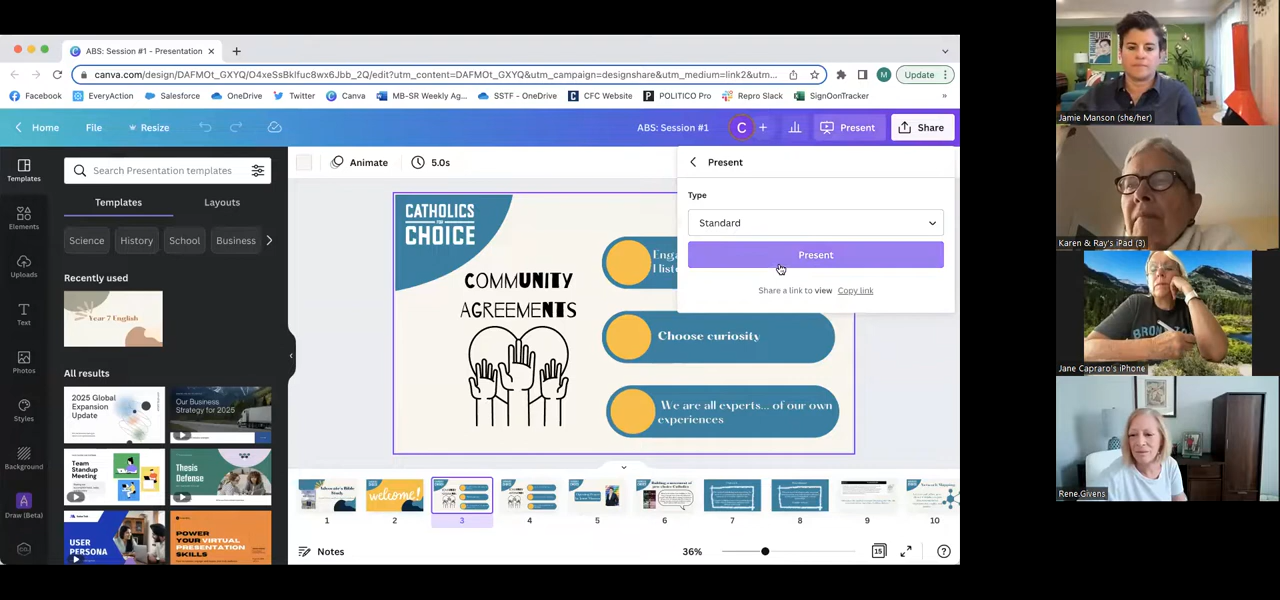 ABS: Session #1 - Presentation
canva.com/design/DAFMOt_GXYQ/O4xeSsBklfuc8wx6Jbb_2Q/edit?utm_content=DAFMOt_GXYQ&utm_campaign=designshare&utm_medium=link2&utm...
Update
Facebook EveryAction Salesforce OneDrive Twitter Canva MB-SR Weekly Ag... SSTF - OneDrive CFC Website POLITICO Pro Repro Slack SignOonTracker »
Home File Resize ABS: Session #1 C + Present Share
Templates
Elements
Uploads
Text
Photos
Styles
Background
Draw (Beta)
Search Presentation templates
Templates Layouts
Science History School Business
Recently used
Year 7 English
All results
2025 Global
Expansion
Update
Our Business
Strategy for 2025
Team
Standup
Meeting
Thesis
Defense
USER
PERSONA
POWER
YOUR VIRTUAL
PRESENTATION
SKILLS
Animate 5.0s
CATHOLICS
FOR
CHOICE
COMMUNITY
AGREEMENTS
Choose curiosity
We are all experts... of our own
experiences
Present
Type
Standard
Present
Share a link to view Copy link
welcome!
1 2 3 4 5 6 7 8 9 10
Notes 36% 15
Jamie Manson (she/her)
Karen & Ray's iPad (3)
Jane Capraro's iPhone
Rene.Givens